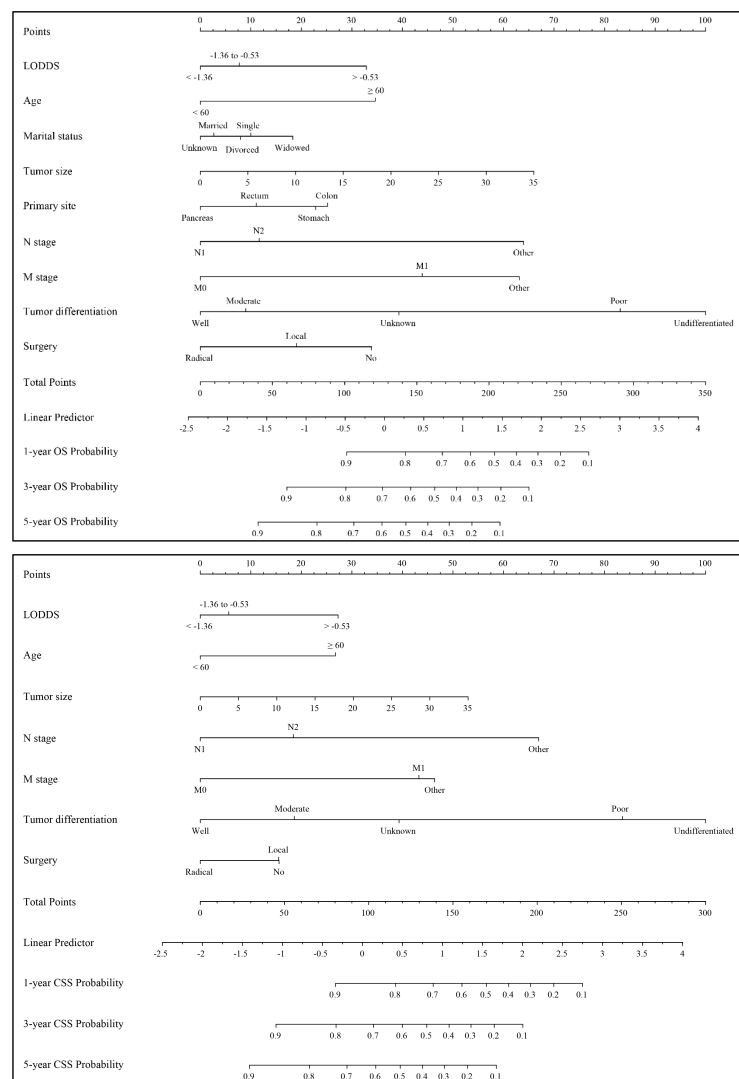 Points 0 10 20 30 40 50 60 70 80 90 100
-1.36 to -0.53
LODDS
< -1.36 > -0.53
≥ 60
Age
< 60
Married Single
Marital status
Unknown Divorced Widowed
Tumor size
0 5 10 15 20 25 30 35
Rectum Colon
Primary site
Pancreas Stomach
N2
N stage
N1 Other
M1
M stage
M0 Other
Moderate Poor
Tumor differentiation
Well Unknown Undifferentiated
Local
Surgery
Radical No
Total Points
0 50 100 150 200 250 300 350
Linear Predictor
-2.5 -2 -1.5 -1 -0.5 0 0.5 1 1.5 2 2.5 3 3.5 4
1-year OS Probability
0.9 0.8 0.7 0.6 0.5 0.4 0.3 0.2 0.1
3-year OS Probability
0.9 0.8 0.7 0.6 0.5 0.4 0.3 0.2 0.1
5-year OS Probability
0.9 0.8 0.7 0.6 0.5 0.4 0.3 0.2 0.1
Points 0 10 20 30 40 50 60 70 80 90 100
-1.36 to -0.53
LODDS
< -1.36 > -0.53
≥ 60
Age
< 60
Tumor size
0 5 10 15 20 25 30 35
N2
N stage
N1 Other
M1
M stage
M0 Other
Moderate Poor
Tumor differentiation
Well Unknown Undifferentiated
Local
Surgery
Radical No
Total Points
0 50 100 150 200 250 300
Linear Predictor
-2.5 -2 -1.5 -1 -0.5 0 0.5 1 1.5 2 2.5 3 3.5 4
1-year CSS Probability
0.9 0.8 0.7 0.6 0.5 0.4 0.3 0.2 0.1
3-year CSS Probability
0.9 0.8 0.7 0.6 0.5 0.4 0.3 0.2 0.1
5-year CSS Probability
0.9 0.8 0.7 0.6 0.5 0.4 0.3 0.2 0.1